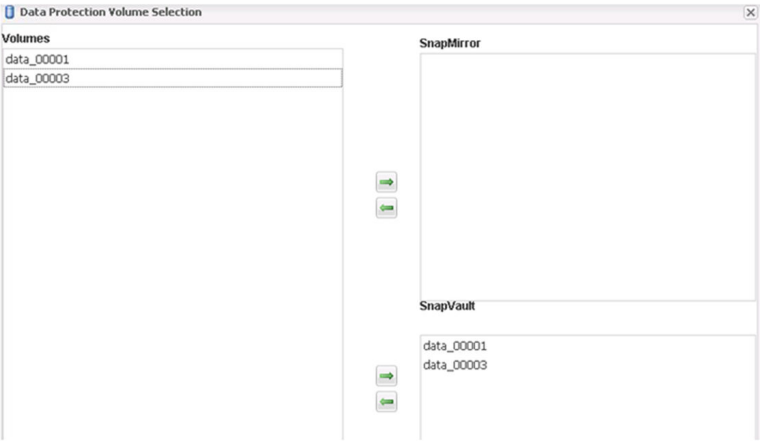 Data Protection Volume Selection
Volumes
data_00001
data_00003
SnapMirror
SnapVault
data_00001
data_00003